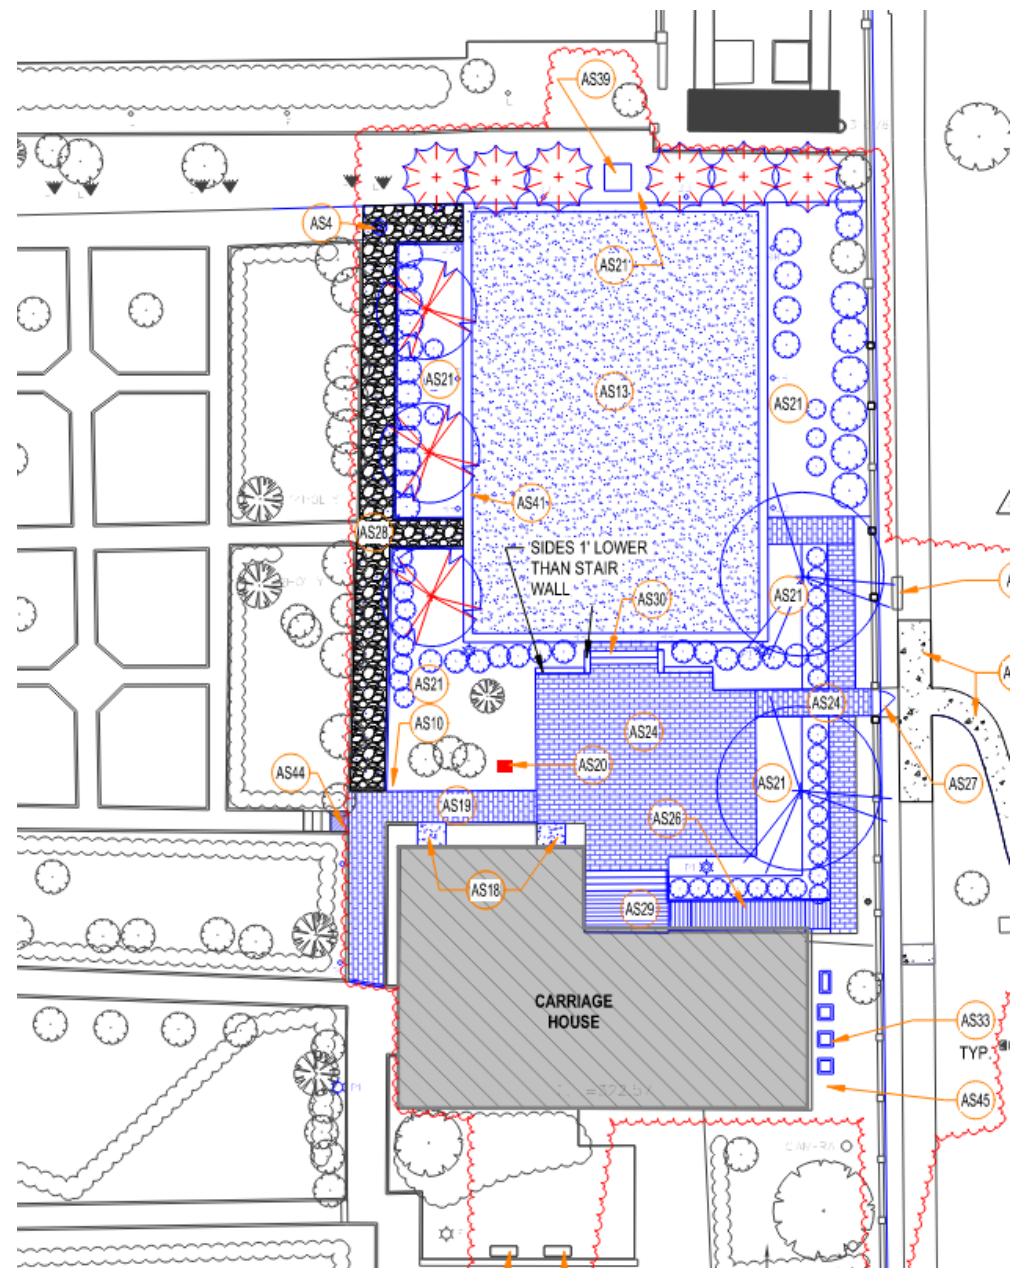 AS39
AS4
AS21
AS21
AS13
AS21
AS41
AS28
SIDES 1' LOWER
THAN STAIR
WALL
AS30
AS21
AS21
AS24
AS10
AS24
AS20
AS44
AS21
AS27
AS19
AS26
AS18
AS29
CARRIAGE
HOUSE
AS33
TYP.
AS45
CAMERA